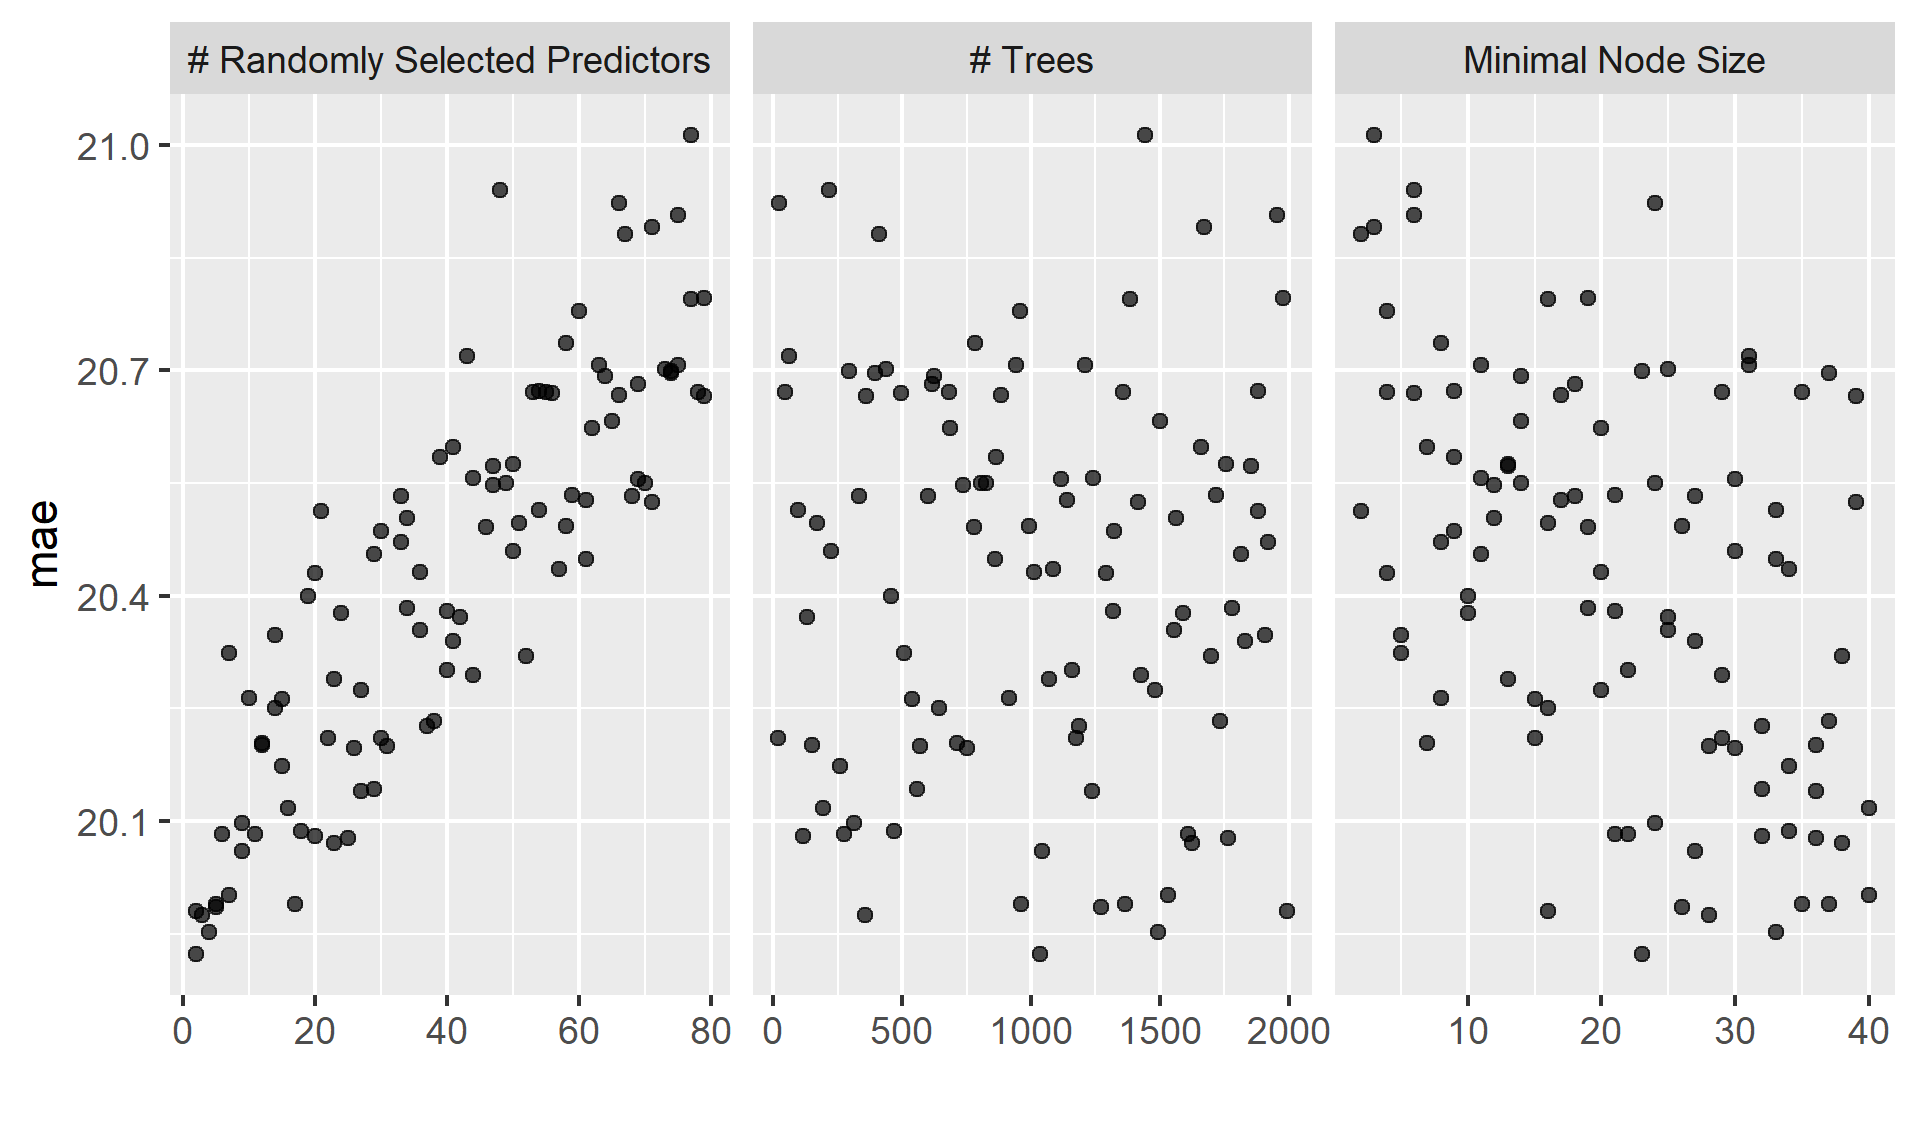 # Randomly Selected Predictors
# Trees
Minimal Node Size
21.0
20.7
20.4
20.1
mae
0 20 40 60 80
0 500 1000 1500 2000
10 20 30 40